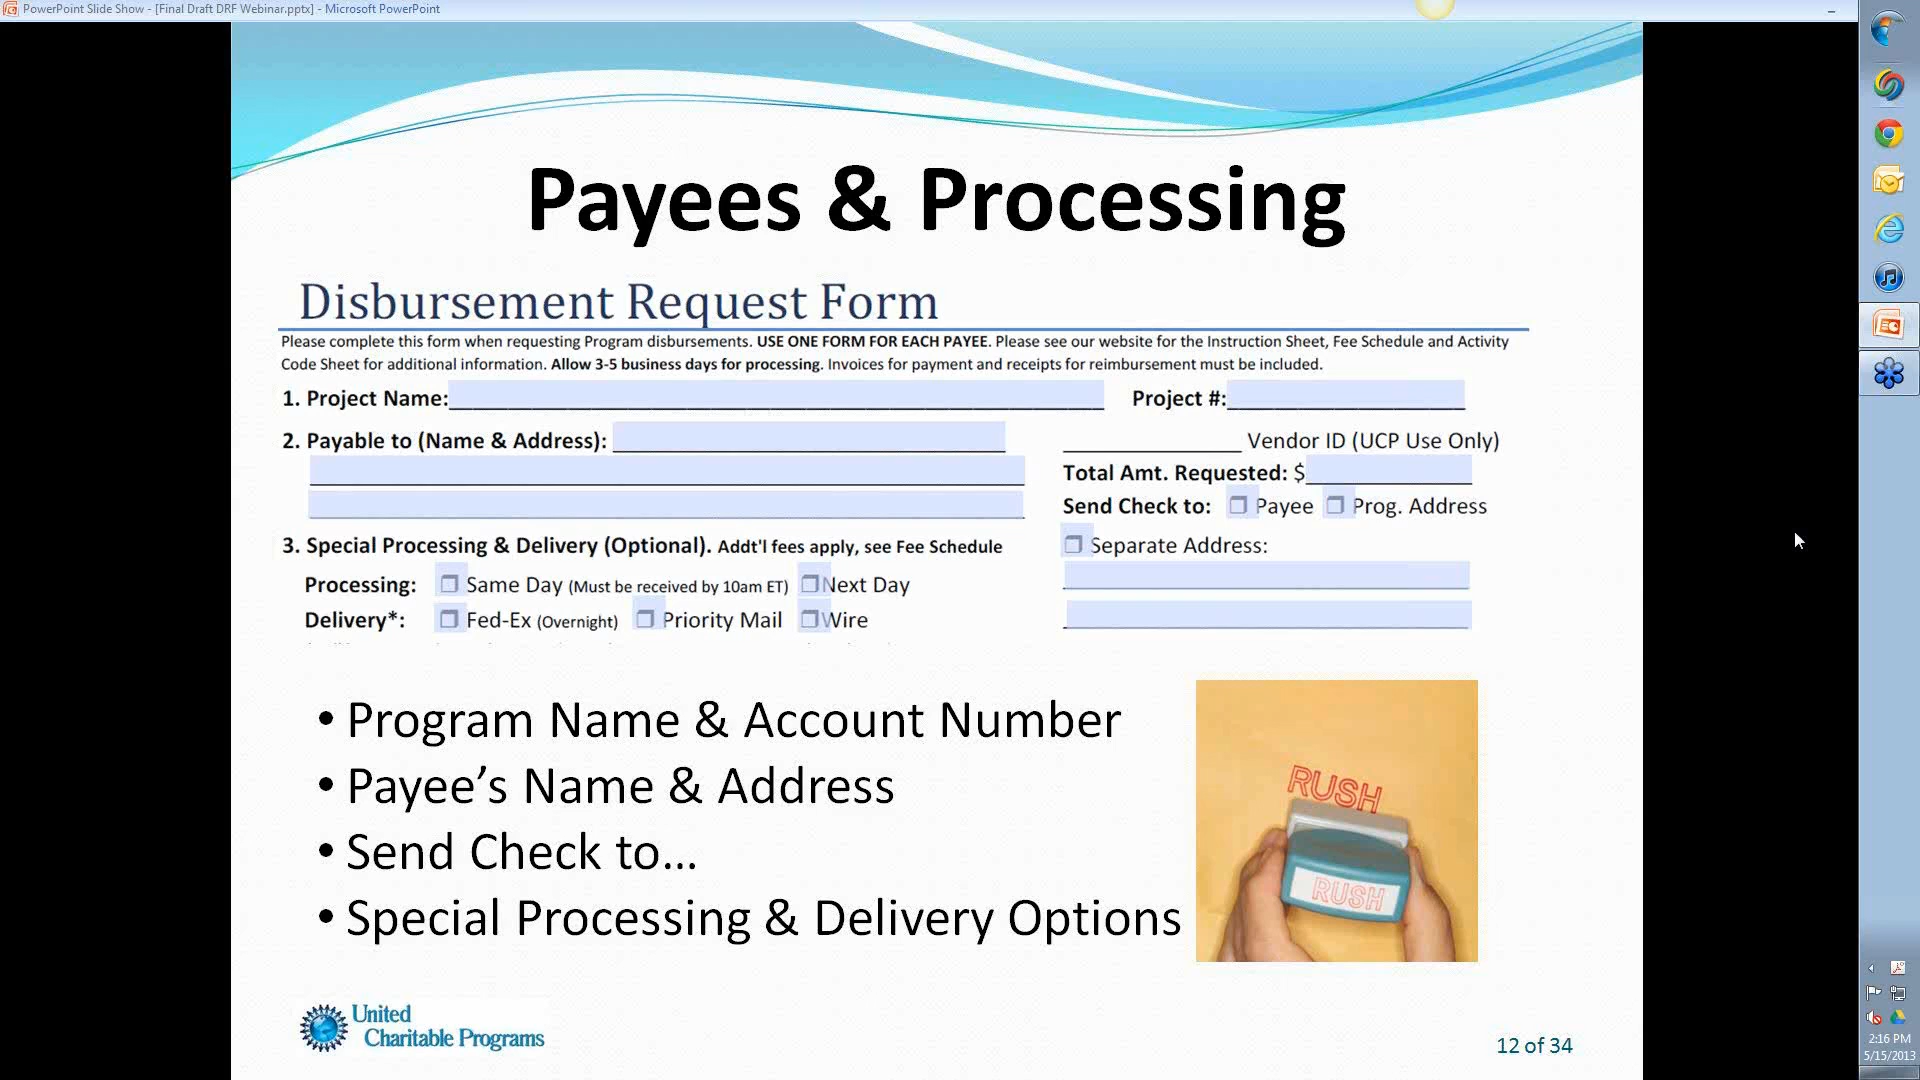 PowerPoint Slide Show - [Final Draft DRF Webinar.pptx] - Microsoft PowerPoint
Payees & Processing
Disbursement Request Form
Please complete this form when requesting Program disbursements. USE ONE FORM FOR EACH PAYEE. Please see our website for the Instruction Sheet, Fee Schedule and Activity
Code Sheet for additional information. Allow 3-5 business days for processing. Invoices for payment and receipts for reimbursement must be included.
1. Project Name: Project #:
2. Payable to (Name & Address): Vendor ID (UCP Use Only)
Total Amt. Requested: $
Send Check to: Payee Prog. Address
3. Special Processing & Delivery (Optional). Addt'l fees apply, see Fee Schedule Separate Address:
Processing: Same Day (Must be received by 10am ET) Next Day
Delivery*: Fed-Ex (Overnight) Priority Mail Wire
• Program Name & Account Number
• Payee’s Name & Address
• Send Check to…
• Special Processing & Delivery Options
RUSH
RUSH
United
Charitable Programs
12 of 34
2:16 PM
5/15/2013